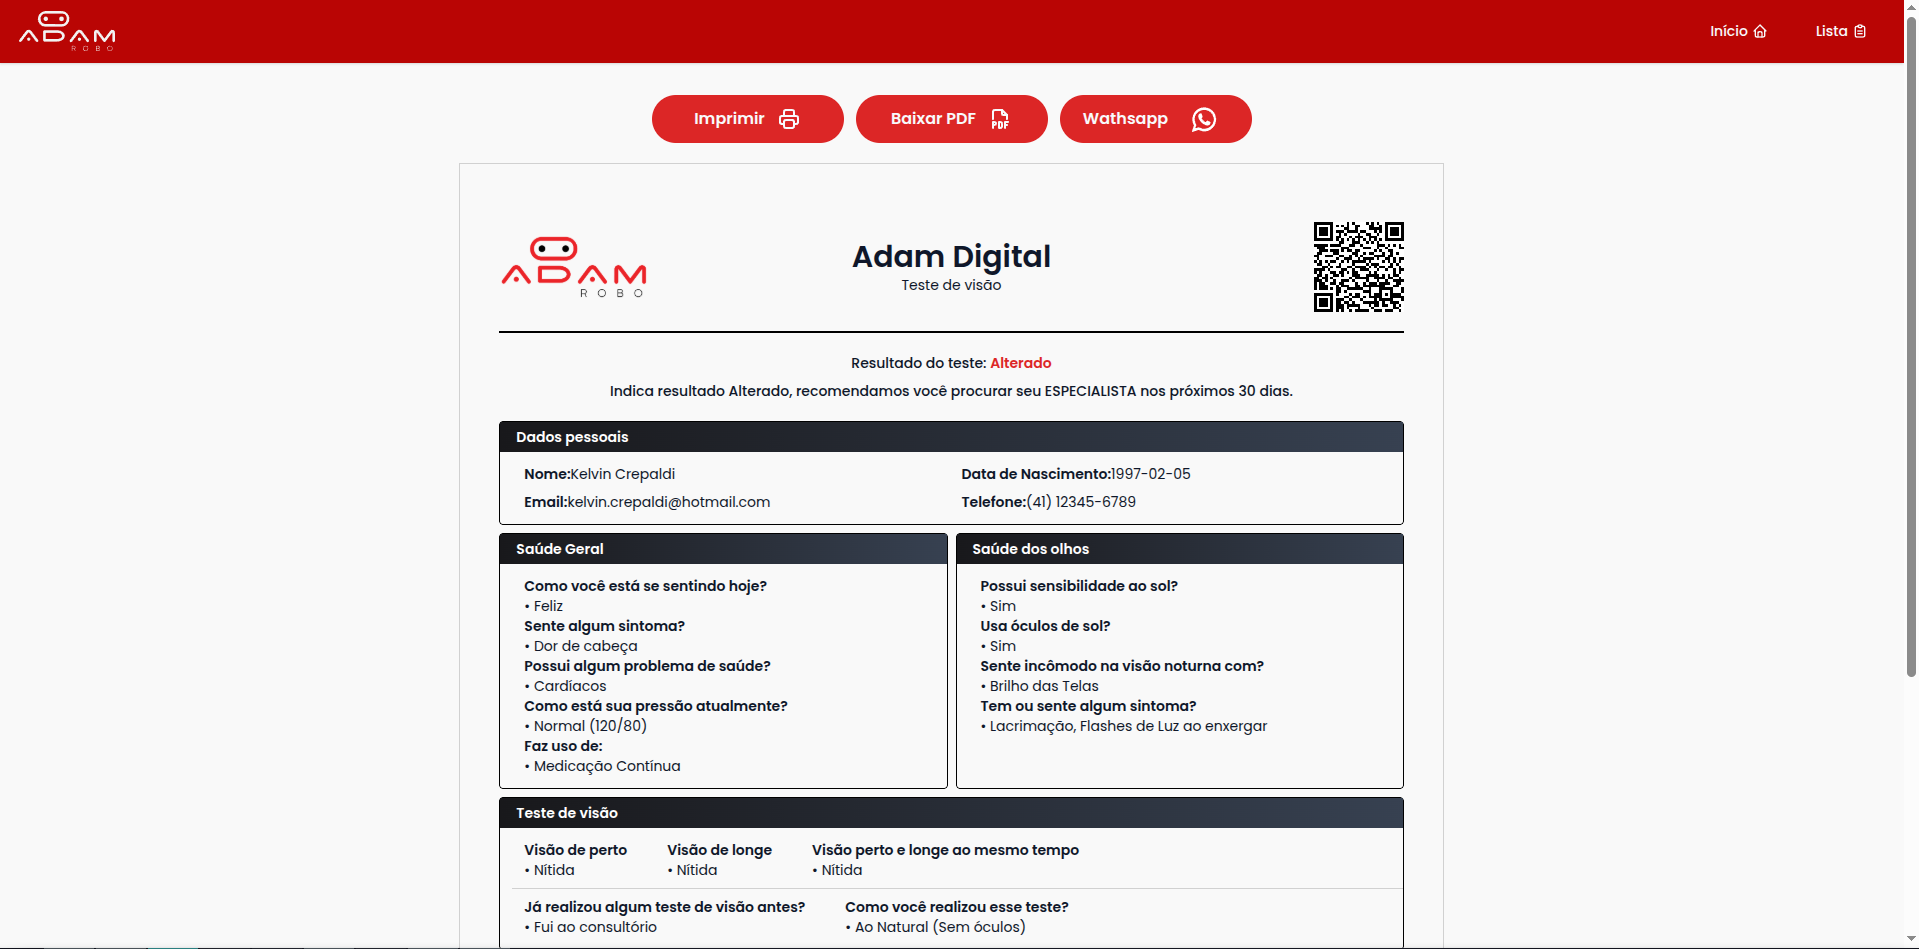 ADAM
ROBO
Início
Lista
Imprimir
Baixar PDF
PDF
Wathsapp
ADAM
ROBO
Adam Digital
Teste de visão
Resultado do teste: Alterado
Indica resultado Alterado, recomendamos você procurar seu ESPECIALISTA nos próximos 30 dias.
Dados pessoais
Nome:Kelvin Crepaldi
Data de Nascimento:1997-02-05
Email:kelvin.crepaldi@hotmail.com
Telefone:(41) 12345-6789
Saúde Geral
Como você está se sentindo hoje?
• Feliz
Sente algum sintoma?
• Dor de cabeça
Possui algum problema de saúde?
• Cardíacos
Como está sua pressão atualmente?
• Normal (120/80)
Faz uso de:
• Medicação Contínua
Saúde dos olhos
Possui sensibilidade ao sol?
• Sim
Usa óculos de sol?
• Sim
Sente incômodo na visão noturna com?
• Brilho das Telas
Tem ou sente algum sintoma?
• Lacrimação, Flashes de Luz ao enxergar
Teste de visão
Visão de perto
• Nítida
Visão de longe
• Nítida
Visão perto e longe ao mesmo tempo
• Nítida
Já realizou algum teste de visão antes?
• Fui ao consultório
Como você realizou esse teste?
• Ao Natural (Sem óculos)